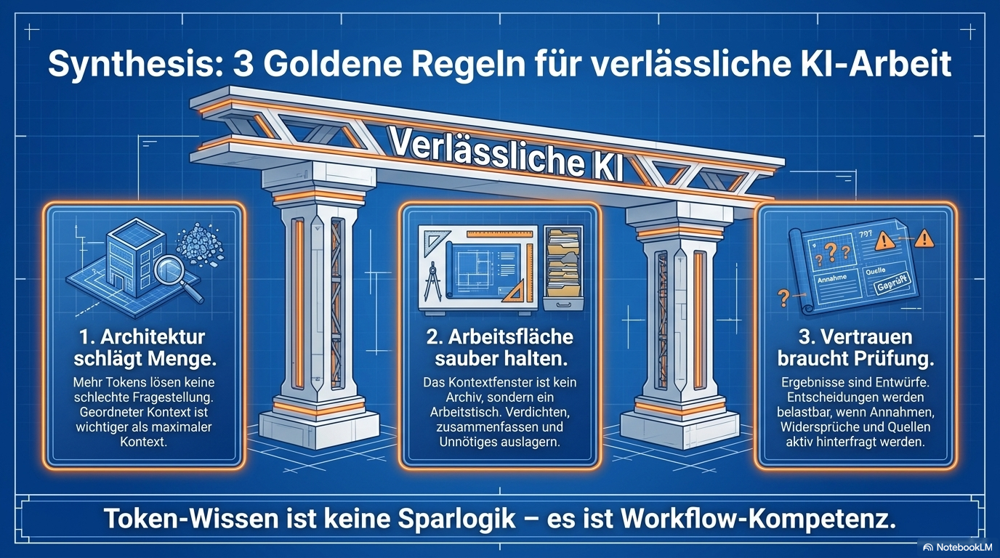 Synthesis: 3 Goldene Regeln für verlässliche KI-Arbeit
Verlässliche KI
1. Architektur
schlägt Menge.
Mehr Tokens lösen keine
schlechte Fragestellung.
Geordneter Kontext ist
wichtiger als maximaler
Kontext.
2. Arbeitsfläche
sauber halten.
Das Kontextfenster ist kein
Archiv, sondern ein
Arbeitstisch. Verdichten,
zusammenfassen und
Unnötiges auslagern.
? ? ?
Annahme
Quelle
Geprüft
?
3. Vertrauen
braucht Prüfung.
Ergebnisse sind Entwürfe.
Entscheidungen werden
belastbar, wenn Annahmen,
Widersprüche und Quellen
aktiv hinterfragt werden.
Token-Wissen ist keine Sparlogik – es ist Workflow-Kompetenz.
NotebookLM